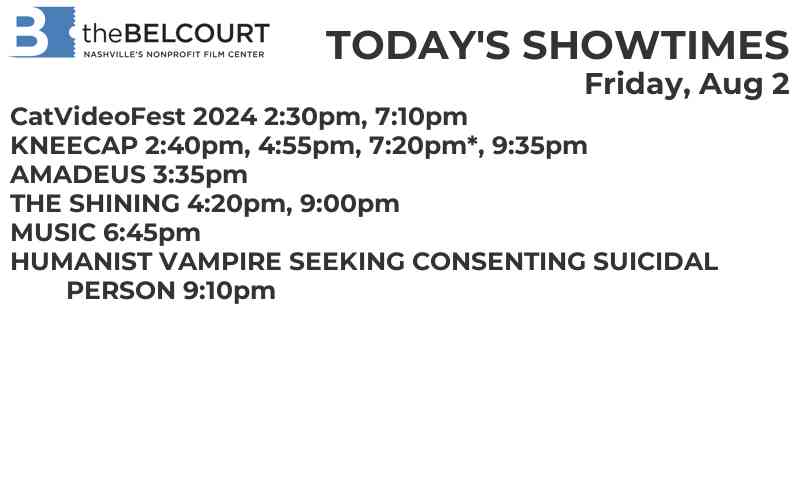 B theBELCOURT
NASHVILLE'S NONPROFIT FILM CENTER
TODAY'S SHOWTIMES
Friday, Aug 2
CatVideoFest 2024 2:30pm, 7:10pm
KNEECAP 2:40pm, 4:55pm, 7:20pm*, 9:35pm
AMADEUS 3:35pm
THE SHINING 4:20pm, 9:00pm
MUSIC 6:45pm
HUMANIST VAMPIRE SEEKING CONSENTING SUICIDAL
PERSON 9:10pm